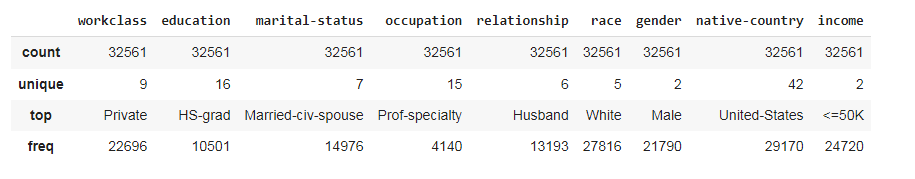 workclass education marital-status occupation relationship race gender native-country income
count 32561 32561 32561 32561 32561 32561 32561 32561 32561
unique 9 16 7 15 6 5 2 42 2
top Private HS-grad Married-civ-spouse Prof-specialty Husband White Male United-States <=50K
freq 22696 10501 14976 4140 13193 27816 21790 29170 24720